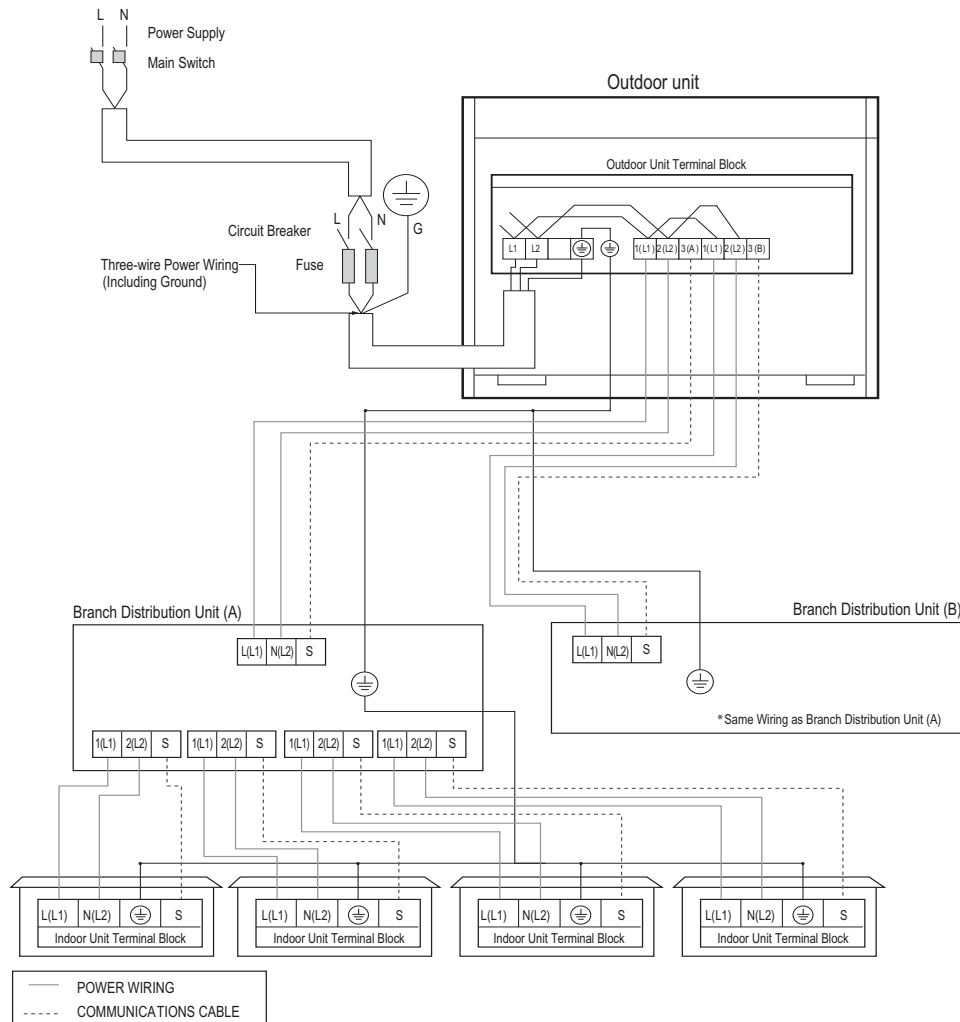 L N
Power Supply
Main Switch
Outdoor unit
Outdoor Unit Terminal Block
L N
G
Circuit Breaker
Fuse
Three-wire Power Wiring
(Including Ground)
L1 L2
1(L1) 2(L2) 3(A) 1(L1) 2(L2) 3(B)
Branch Distribution Unit (A)
L(L1) N(L2) S
Branch Distribution Unit (B)
L(L1) N(L2) S
*Same Wiring as Branch Distribution Unit (A)
1(L1) 2(L2) S 1(L1) 2(L2) S 1(L1) 2(L2) S 1(L1) 2(L2) S
L(L1) N(L2) S
Indoor Unit Terminal Block
L(L1) N(L2) S
Indoor Unit Terminal Block
L(L1) N(L2) S
Indoor Unit Terminal Block
L(L1) N(L2) S
Indoor Unit Terminal Block
POWER WIRING
COMMUNICATIONS CABLE